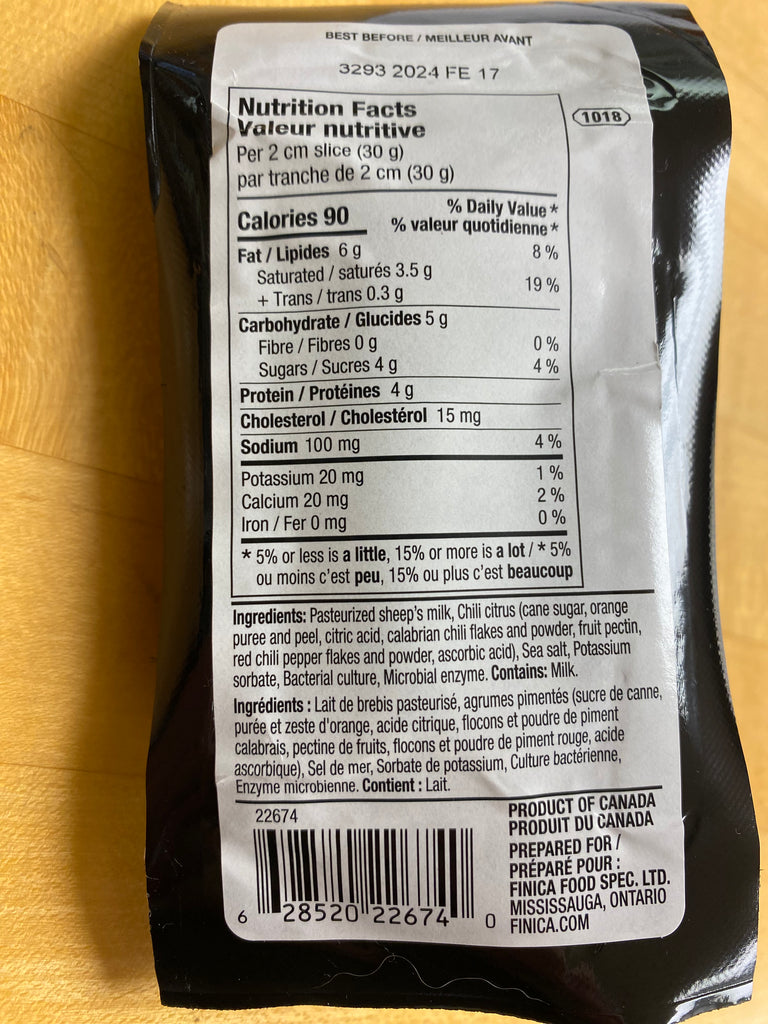 BEST BEFORE / MEILLEUR AVANT
3293 2024 FE 17
1018
Nutrition Facts
Valeur nutritive
Per 2 cm slice (30 g)
par tranche de 2 cm (30 g)
Calories 90
% Daily Value *
% valeur quotidienne *
Fat / Lipides 6 g 8 %
Saturated / saturés 3.5 g
+ Trans / trans 0.3 g 19 %
Carbohydrate / Glucides 5 g
Fibre / Fibres 0 g 0 %
Sugars / Sucres 4 g 4 %
Protein / Protéines 4 g
Cholesterol / Cholestérol 15 mg
Sodium 100 mg 4 %
Potassium 20 mg 1 %
Calcium 20 mg 2 %
Iron / Fer 0 mg 0 %
* 5% or less is a little, 15% or more is a lot / * 5%
ou moins c'est peu, 15% ou plus c'est beaucoup
Ingredients: Pasteurized sheep's milk, Chili citrus (cane sugar, orange
puree and peel, citric acid, calabrian chili flakes and powder, fruit pectin,
red chili pepper flakes and powder, ascorbic acid), Sea salt, Potassium
sorbate, Bacterial culture, Microbial enzyme. Contains: Milk.
Ingrédients : Lait de brebis pasteurisé, agrumes pimentés (sucre de canne,
purée et zeste d'orange, acide citrique, flocons et poudre de piment
calabrais, pectine de fruits, flocons et poudre de piment rouge, acide
ascorbique), Sel de mer, Sorbate de potassium, Culture bactérienne,
Enzyme microbienne. Contient : Lait.
22674
6 28520 22674 0
PRODUCT OF CANADA
PRODUIT DU CANADA
PREPARED FOR /
PRÉPARÉ POUR :
FINICA FOOD SPEC. LTD.
MISSISSAUGA, ONTARIO
FINICA.COM